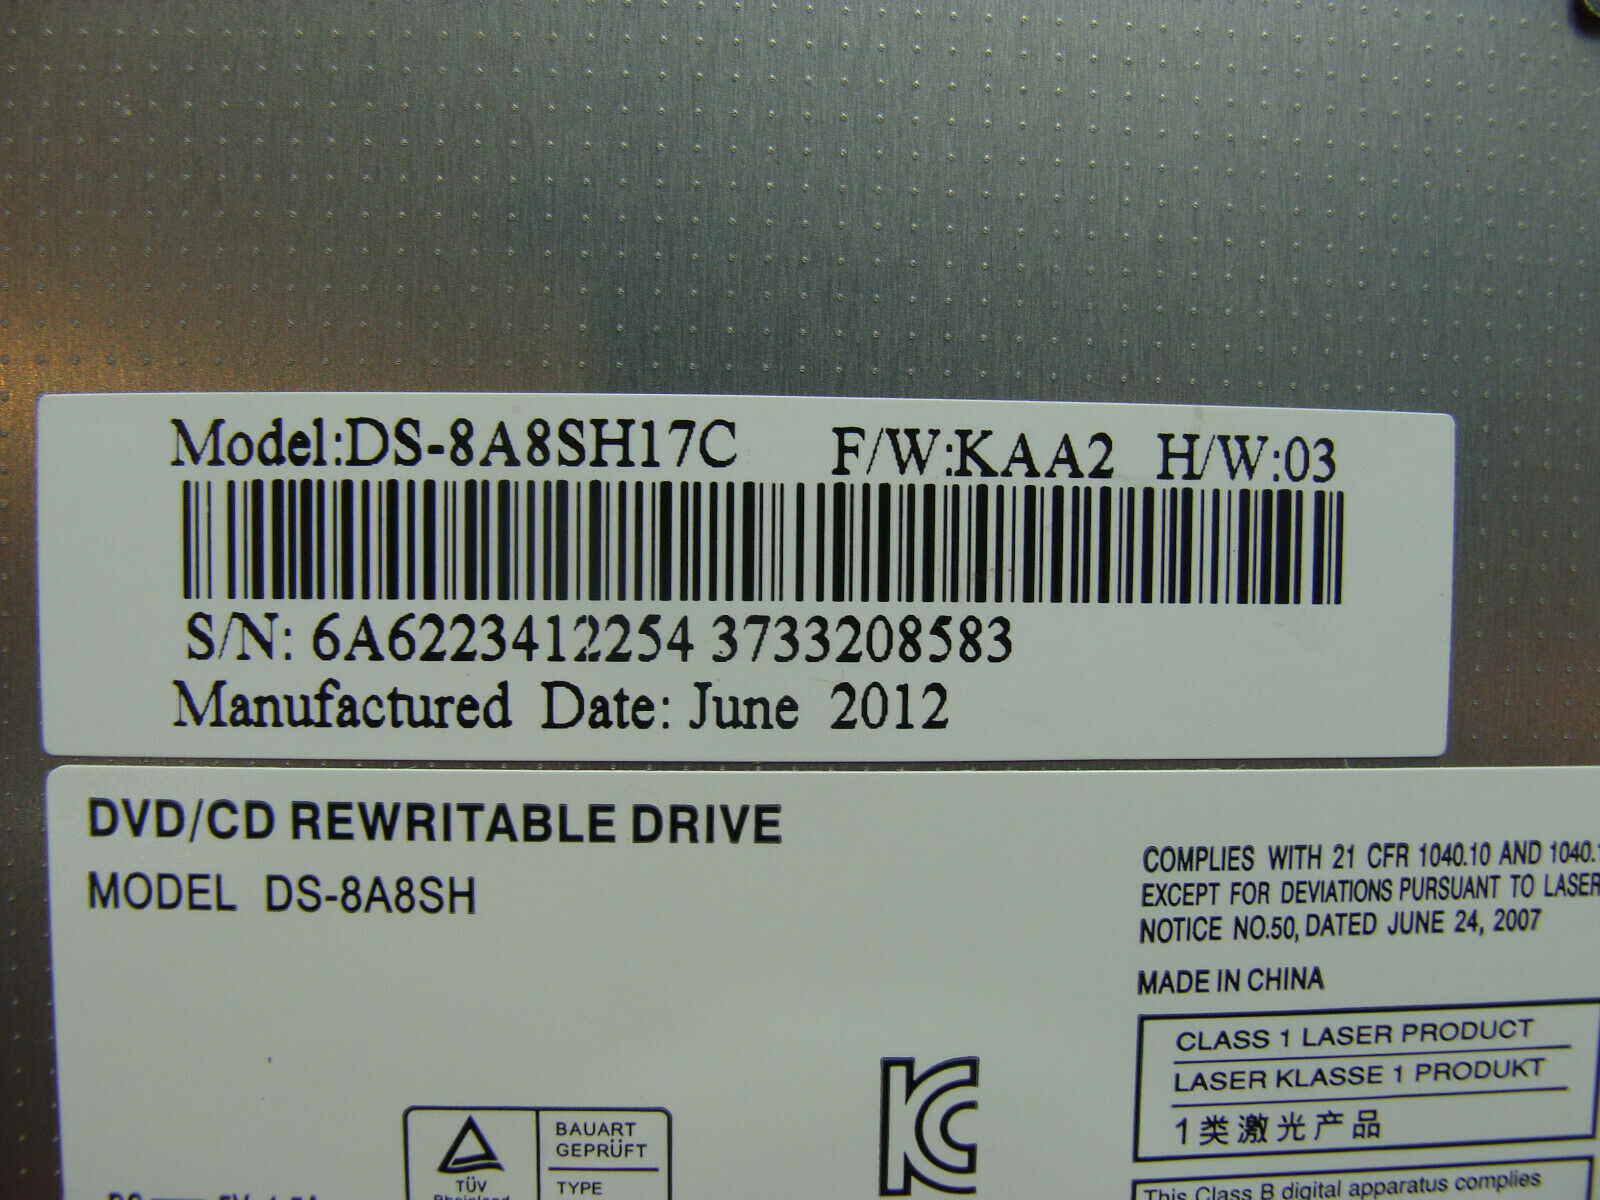 Model:DS-8A8SH17C F/W:KAA2 H/W:03
S/N: 6A6223412254 3733208583
Manufactured Date: June 2012
DVD/CD REWRITABLE DRIVE
MODEL DS-8A8SH
COMPLIES WITH 21 CFR 1040.10 AND
EXCEPT FOR DEVIATIONS PURSUANT TO LASER
NOTICE NO.50, DATED JUNE 24, 2007
MADE IN CHINA
CLASS 1 LASER PRODUCT
LASER KLASSE 1 PRODUKT
1类激光产品
This Class B digital apparatus complies
BAUART
GEPRÜFT
TYPE
TÜV
Rheinland